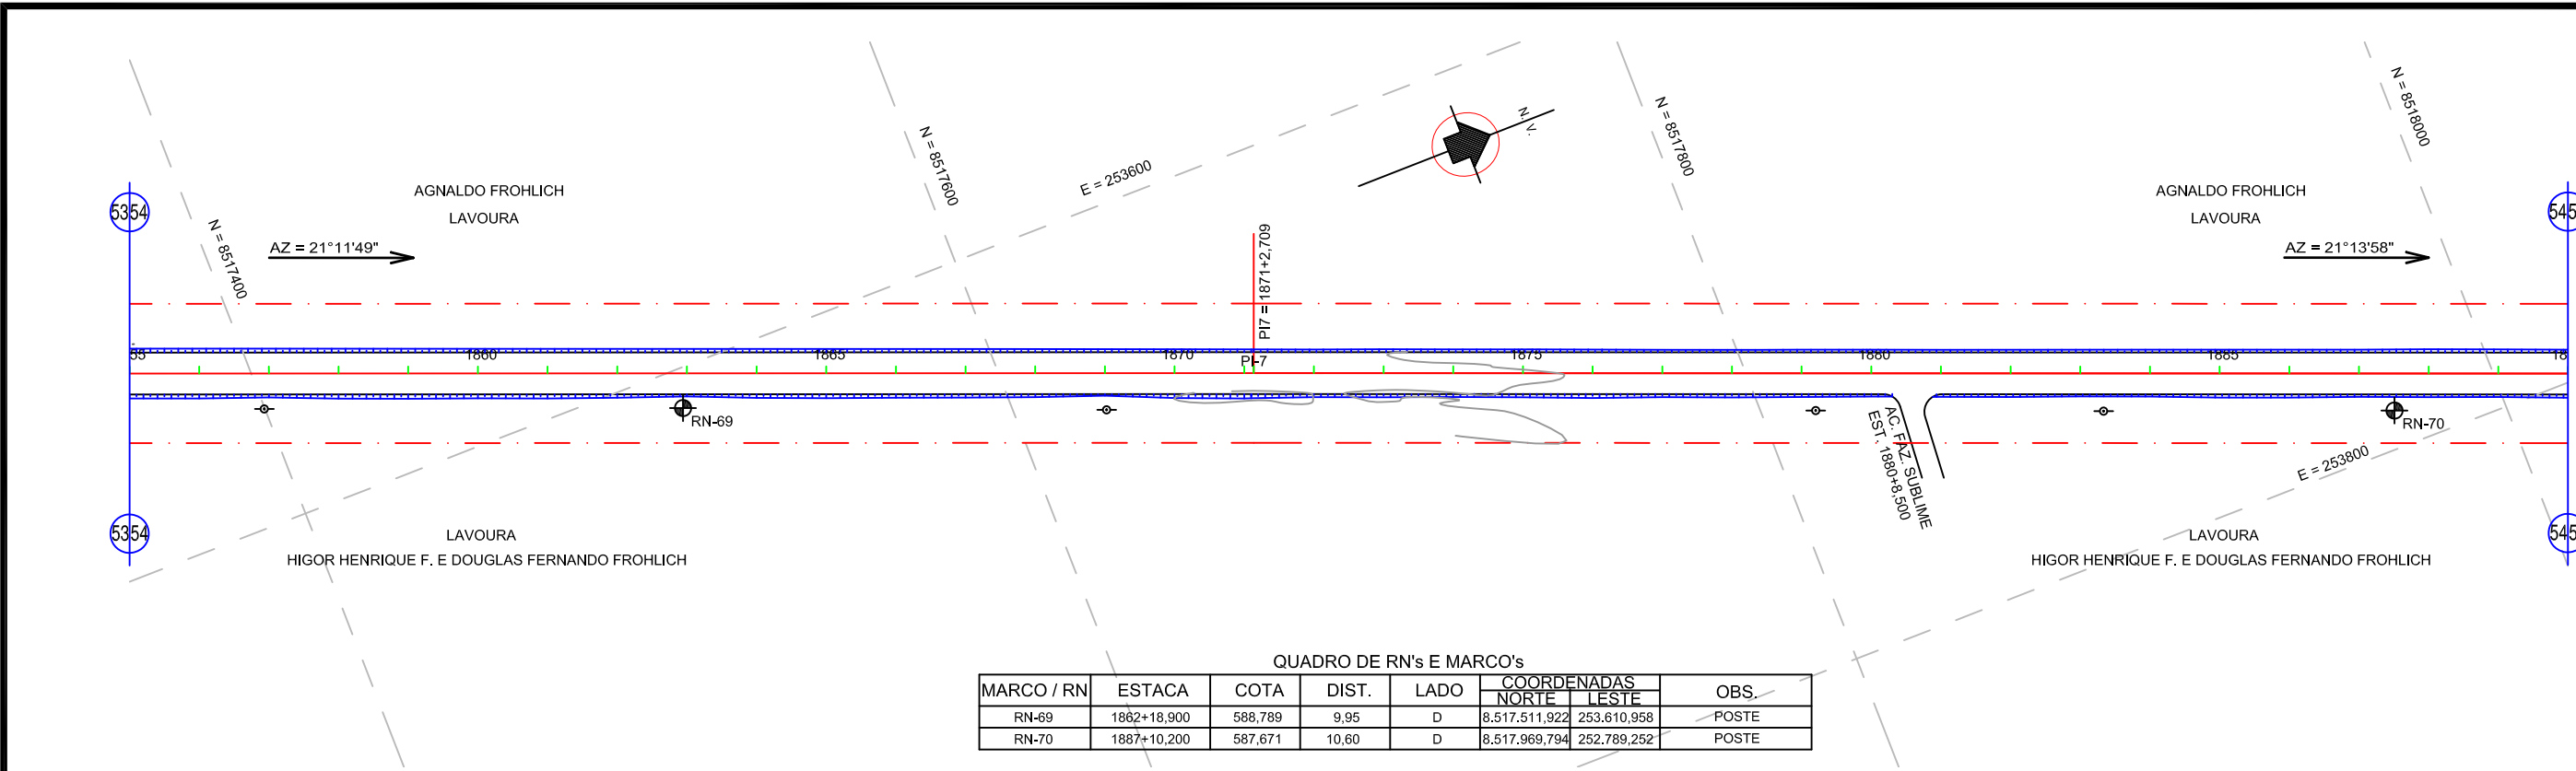 N = 8517400
N = 8517600
E = 253600
N. V.
N = 8517800
N = 8518000
5354
AGNALDO FROHLICH
LAVOURA
AZ = 21°11'49"
PI7 = 1871+2,709
AGNALDO FROHLICH
LAVOURA
AZ = 21°13'58"
545
55
1860
1865
1870
PI-7
1875
1880
1885
18
RN-69
AC. FAZ. SUBLIME
EST. 1880+8,500
RN-70
E = 253800
5354
LAVOURA
HIGOR HENRIQUE F. E DOUGLAS FERNANDO FROHLICH
LAVOURA
HIGOR HENRIQUE F. E DOUGLAS FERNANDO FROHLICH
545
QUADRO DE RN's E MARCO's
MARCO / RN ESTACA COTA DIST. LADO COORDENADAS OBS.
NORTE LESTE
RN-69 1862+18,900 588,789 9,95 D 8.517.511,922 253.610,958 POSTE
RN-70 1887+10,200 587,671 10,60 D 8.517.969,794 252.789,252 POSTE